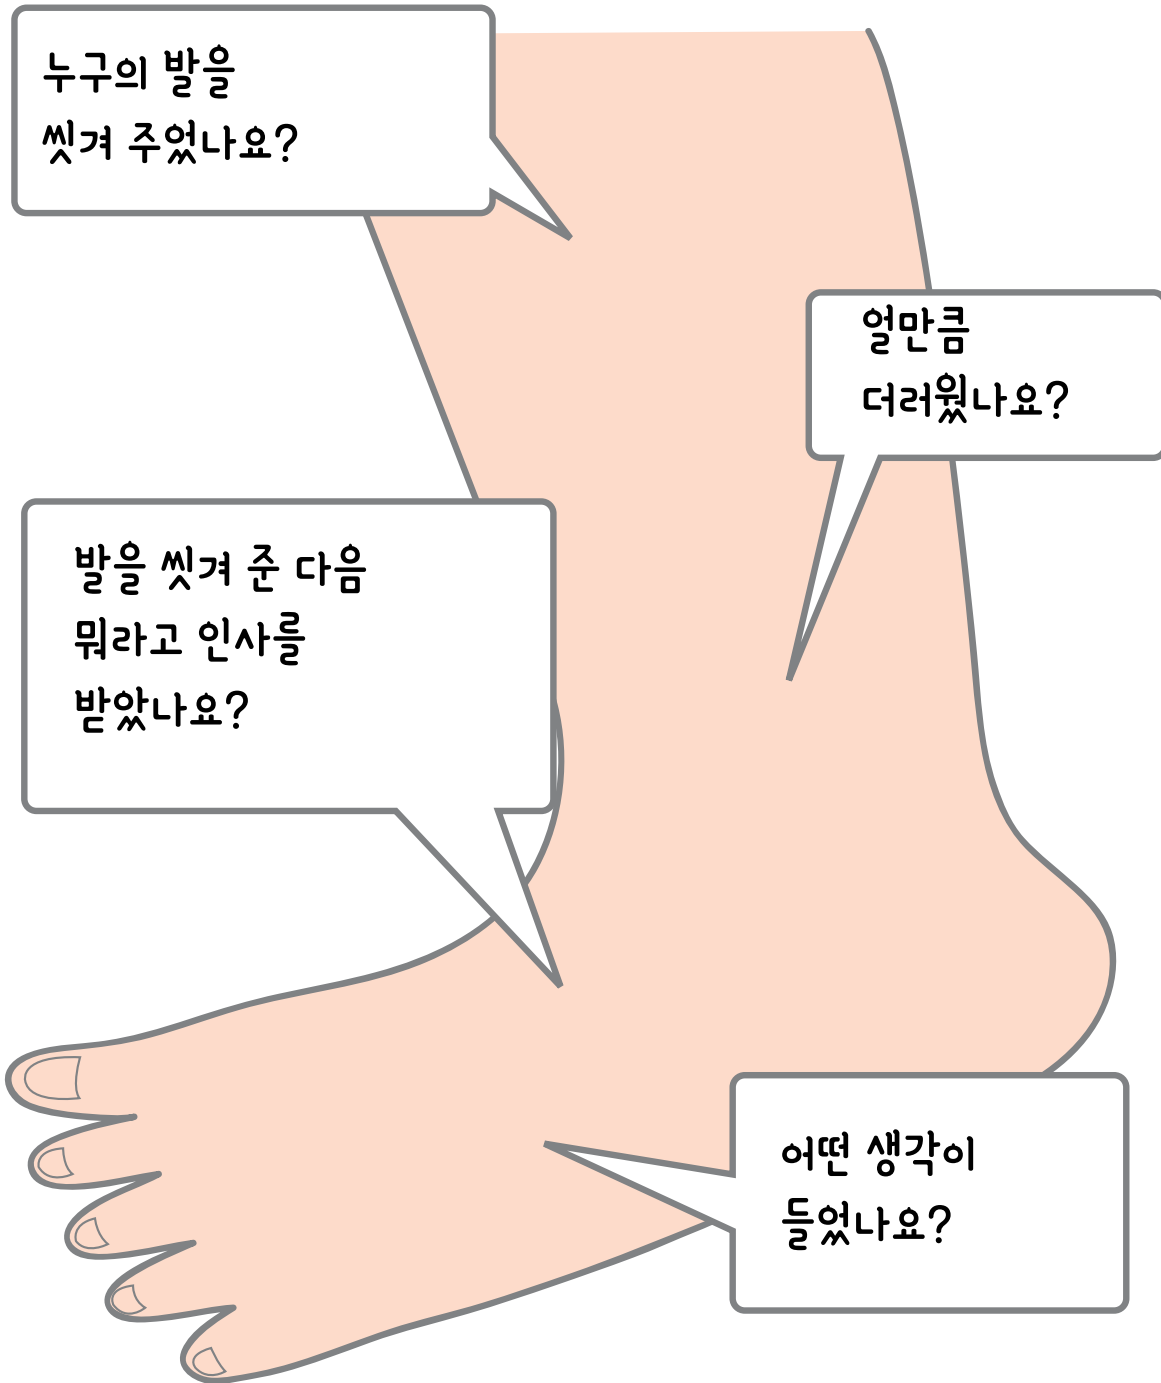 누구의 발을
씻겨 주었나요?
얼만큼
더러웠나요?
발을 씻겨 준 다음
뭐라고 인사를
받았나요?
어떤 생각이
들었나요?